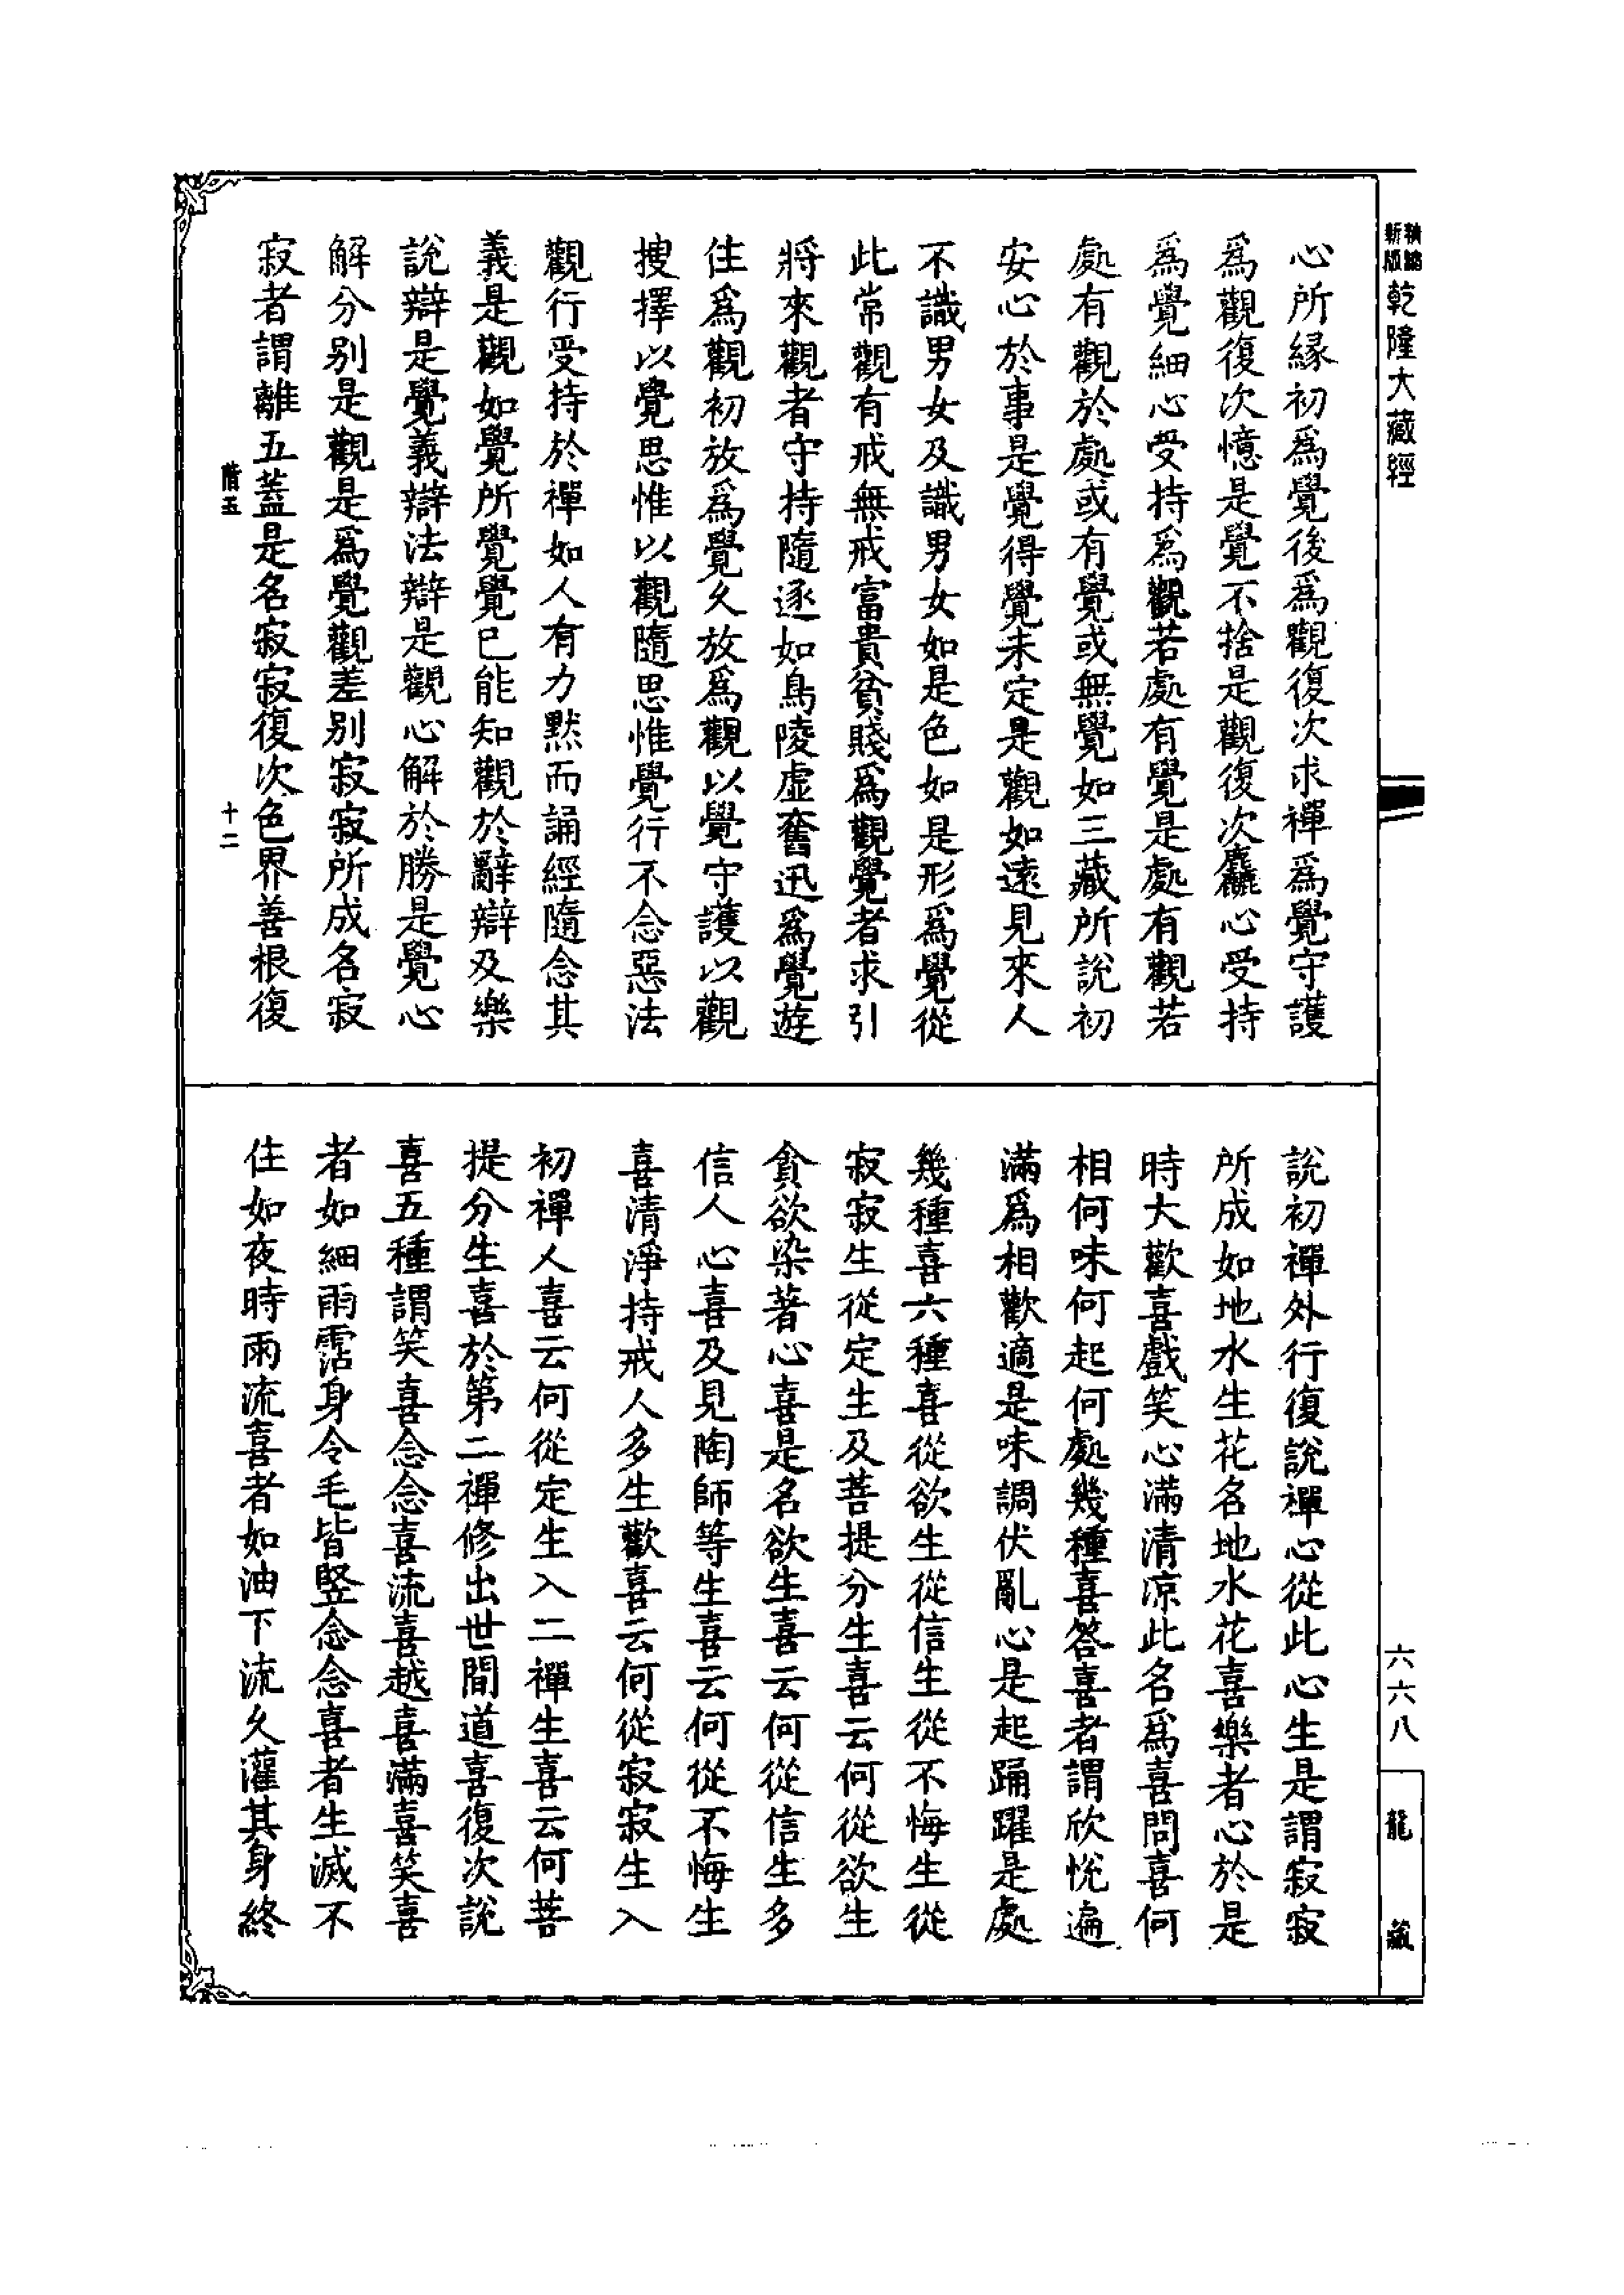 新版精縮乾隆大藏經
心所緣初爲覺後爲觀復次求禪爲覺守護
爲觀復次憶是覺不捨是觀復次麤心受持
爲覺細心受持爲觀若處有覺是處有觀若
處有觀於處或有覺或無覺如三藏所說初
安心於事是覺得覺未定是觀如遠見來人
不識男女及識男女如是色如是形爲覺從
此常觀有戒無戒富貴貧賤爲觀覺者求引
將來觀者守持隨逐如鳥陵虛奮迅爲覺遊
住爲觀初放爲覺久放爲觀以覺守護以觀
搜擇以覺思惟以觀隨思惟覺行不念惡法
觀行受持於禪如人有力默而誦經隨念其
義是觀如覺所覺覺已能知觀於辭辯及樂
說辯是覺義辯法辯是觀心解於勝是覺心
解分别是觀是爲覺觀差别寂寂所成名寂
寂者謂離五蓋是名寂寂復次色界善根復
隋五
十二
說初禪外行復說禪心從此心生是謂寂寂
所成如地水生花名地水花喜樂者心於是
時大歡喜戲笑心滿清凉此名爲喜問喜何
相何味何起何處幾種喜答喜者謂欣悅遍
滿爲相歡適是味調伏亂心是起踊躍是處
幾種喜六種喜從欲生從信生從不悔生從
寂寂生從定生及菩提分生喜云何從欲生
貪欲染著心喜是名欲生喜云何從信生多
信人心喜及見陶師等生喜云何從不悔生
喜清淨持戒人多生歡喜云何從寂寂生入
初禪人喜云何從定生入二禪生喜云何菩
提分生喜於第二禪修出世間道喜復次說
喜五種謂笑喜念念喜流喜越喜滿喜笑喜
者如細雨霑身令毛皆竪念念喜者生滅不
住如夜時雨流喜者如油下流久灌其身終
六六八
龍藏